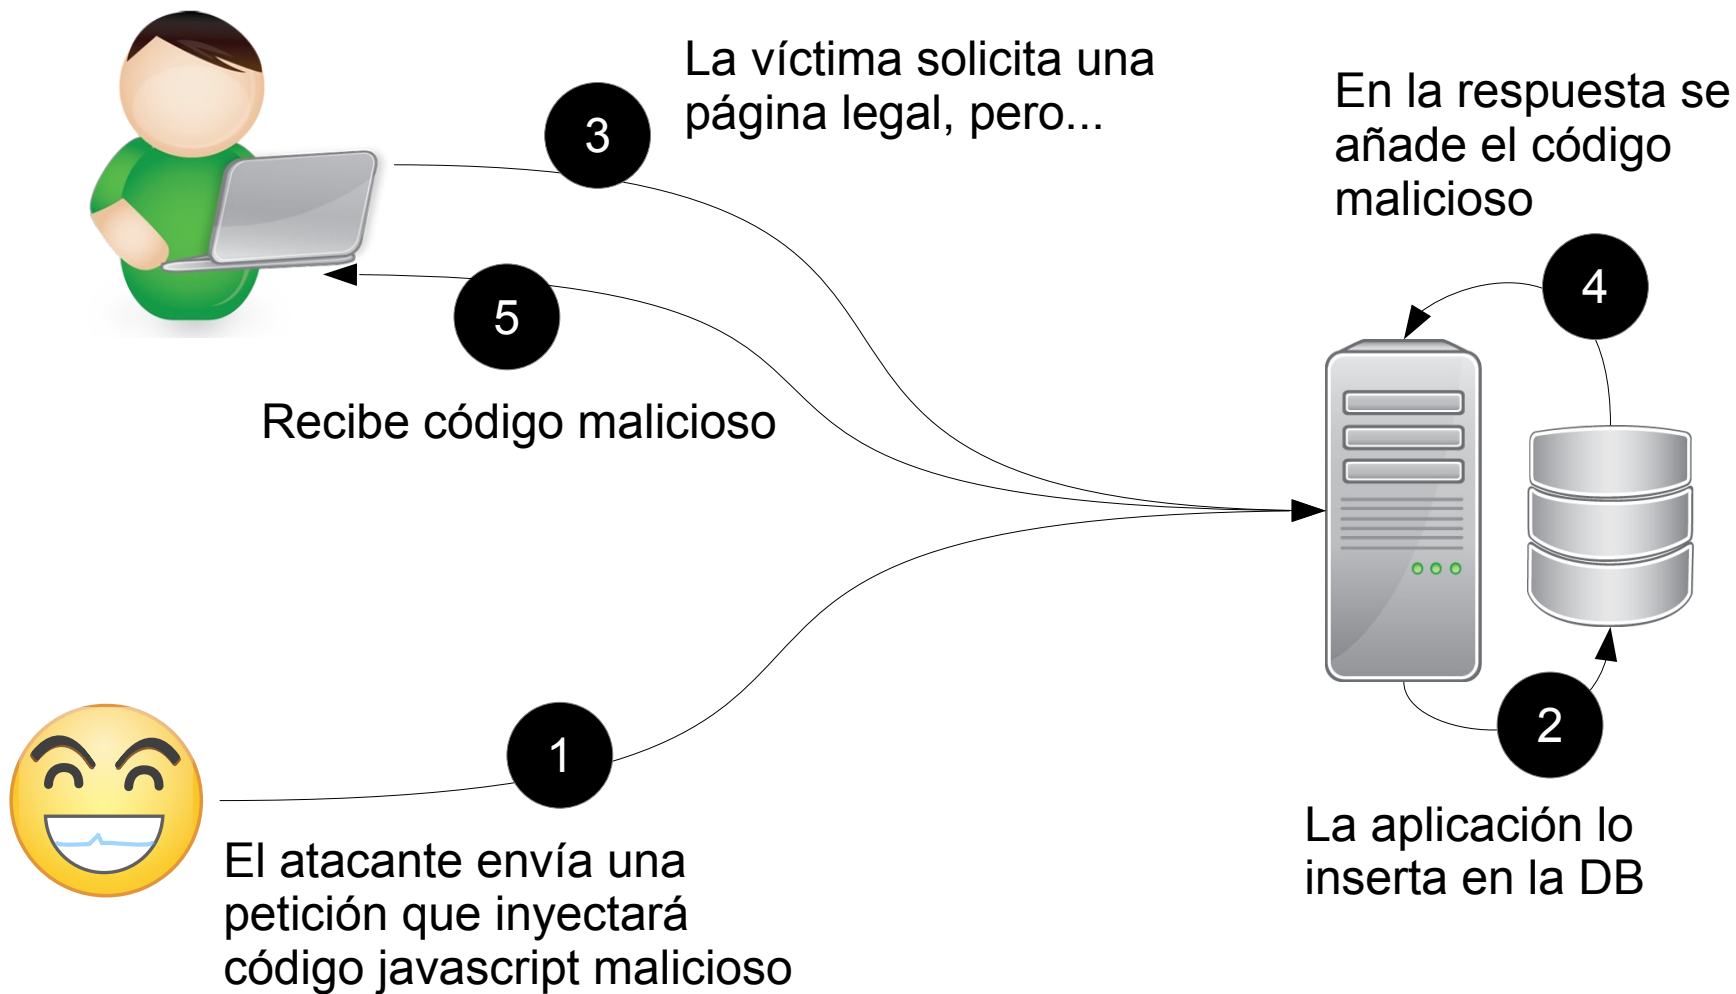 La víctima solicita una
página legal, pero...
3
En la respuesta se
añade el código
malicioso
4
5
Recibe código malicioso
2
1
La aplicación lo
inserta en la DB
El atacante envía una
petición que inyectará
código javascript malicioso